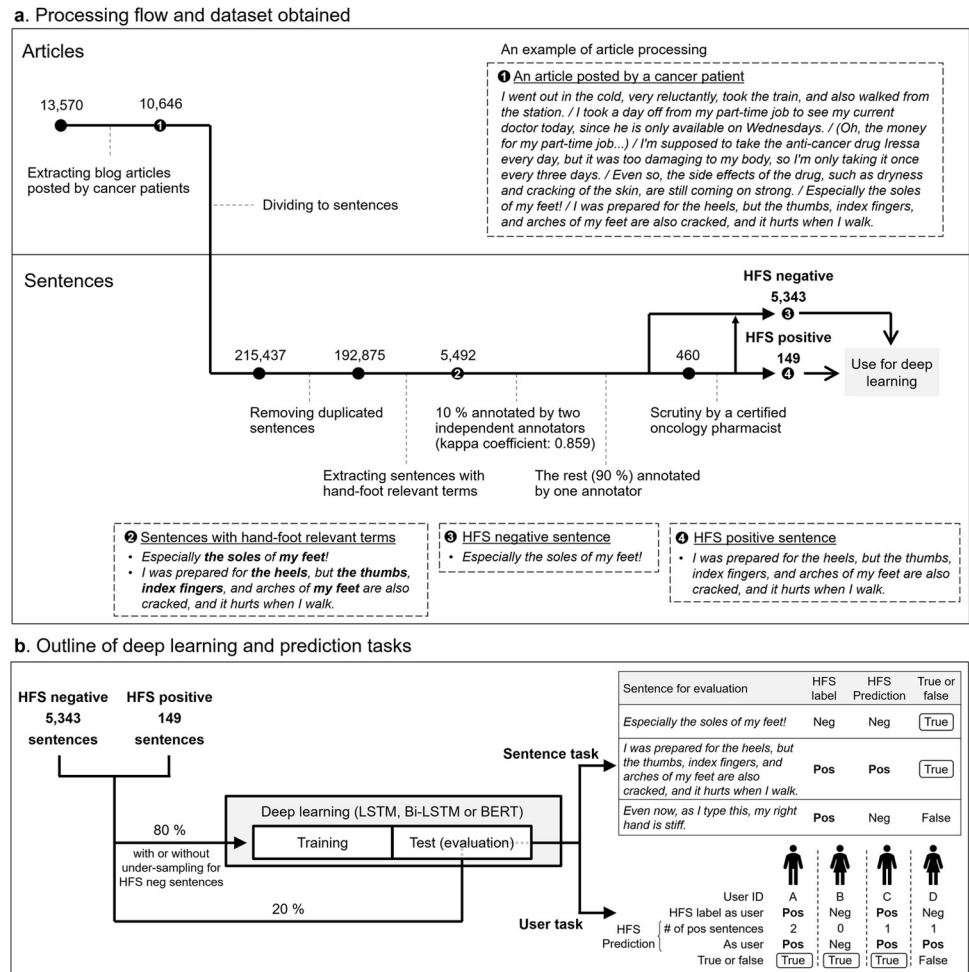 a. Processing flow and dataset obtained
Articles
An example of article processing
❶ An article posted by a cancer patient
I went out in the cold, very reluctantly, took the train, and also walked from
the station. / I took a day off from my part-time job to see my current
doctor today, since he is only available on Wednesdays. / (Oh, the money
for my part-time job...) / I'm supposed to take the anti-cancer drug Iressa
every day, but it was too damaging to my body, so I'm only taking it once
every three days. / Even so, the side effects of the drug, such as dryness
and cracking of the skin, are still coming on strong. / Especially the soles
of my feet! / I was prepared for the heels, but the thumbs, index fingers,
and arches of my feet are also cracked, and it hurts when I walk.
13,570
10,646
❶
Extracting blog articles
posted by cancer patients
Dividing to sentences
Sentences
HFS negative
5,343
❸
HFS positive
149
❹
215,437
192,875
5,492
❷
460
Use for deep
learning
Removing duplicated
sentences
10 % annotated by two
independent annotators
(kappa coefficient: 0.859)
Scrutiny by a certified
oncology pharmacist
Extracting sentences with
hand-foot relevant terms
The rest (90 %) annotated
by one annotator
❷ Sentences with hand-foot relevant terms
• Especially the soles of my feet!
• I was prepared for the heels, but the thumbs,
index fingers, and arches of my feet are also
cracked, and it hurts when I walk.
❸ HFS negative sentence
• Especially the soles of my feet!
❹ HFS positive sentence
• I was prepared for the heels, but the thumbs,
index fingers, and arches of my feet are also
cracked, and it hurts when I walk.
b. Outline of deep learning and prediction tasks
HFS negative
5,343
sentences
HFS positive
149
sentences
80 %
with or without
under-sampling for
HFS neg sentences
20 %
Deep learning (LSTM, Bi-LSTM or BERT)
Training
Test (evaluation)
Sentence task
User task
Sentence for evaluation
HFS
label
HFS
Prediction
True or
false
Especially the soles of my feet!
Neg
Neg
True
I was prepared for the heels, but
the thumbs, index fingers, and
arches of my feet are also
cracked, and it hurts when I walk.
Pos
Pos
True
Even now, as I type this, my right
hand is stiff.
Pos
Neg
False
User ID A B C D
HFS label as user Pos Neg Pos Neg
HFS
Prediction
# of pos sentences 2 0 1 1
As user Pos Neg Pos Pos
True or false True True True False